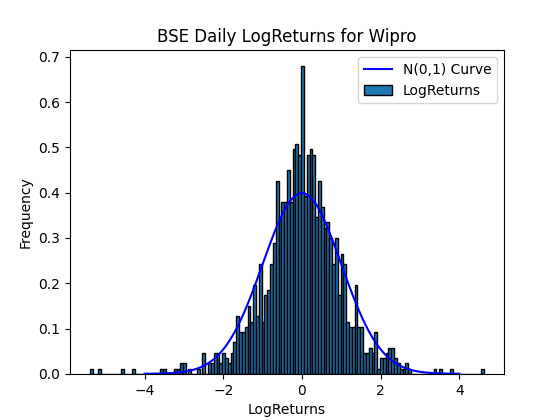 BSE Daily LogReturns for Wipro
N(0,1) Curve
LogReturns
0.7
0.6
0.5
0.4
0.3
0.2
0.1
0.0
Frequency
−4
−2
0
2
4
LogReturns